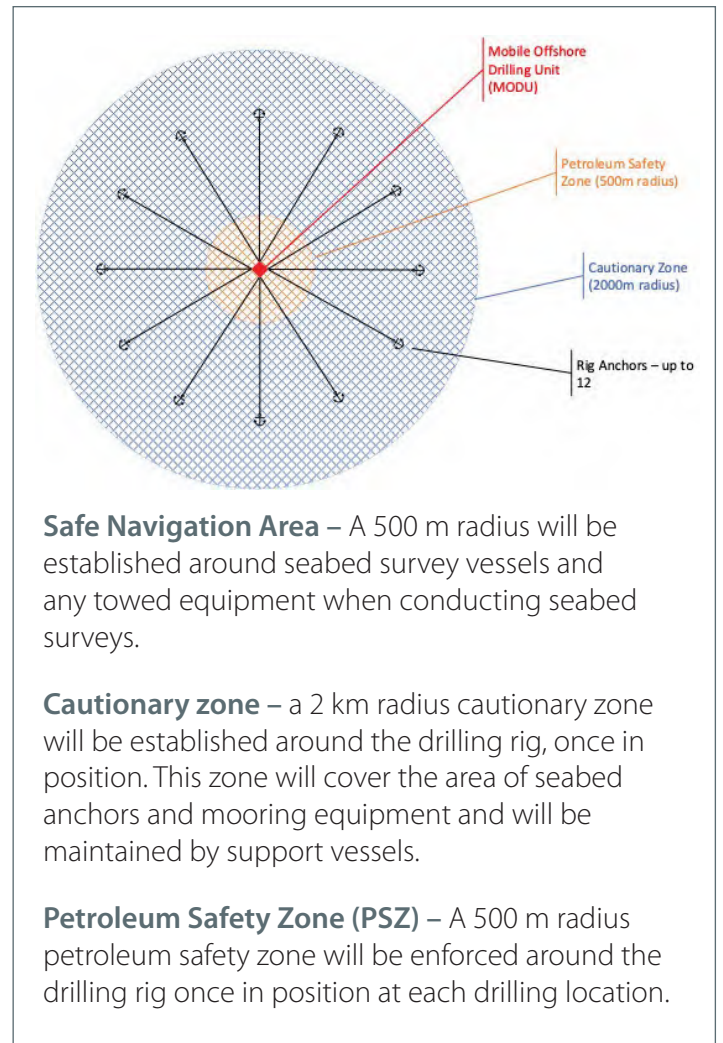 Mobile Offshore
Drilling Unit
(MODU)
Petroleum Safety
Zone (500m radius)
Cautionary Zone
(2000m radius)
Rig Anchors – up to
12
Safe Navigation Area – A 500 m radius will be
established around seabed survey vessels and
any towed equipment when conducting seabed
surveys.
Cautionary zone – a 2 km radius cautionary zone
will be established around the drilling rig, once in
position. This zone will cover the area of seabed
anchors and mooring equipment and will be
maintained by support vessels.
Petroleum Safety Zone (PSZ) – A 500 m radius
petroleum safety zone will be enforced around the
drilling rig once in position at each drilling location.